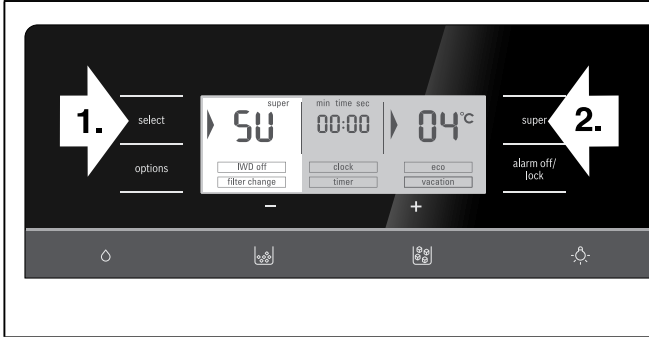 1.
select
options
super
SU
min time sec
00:00
04°C
IWD off
filter change
clock
timer
eco
vacation
super
alarm off/
lock
2.
− +